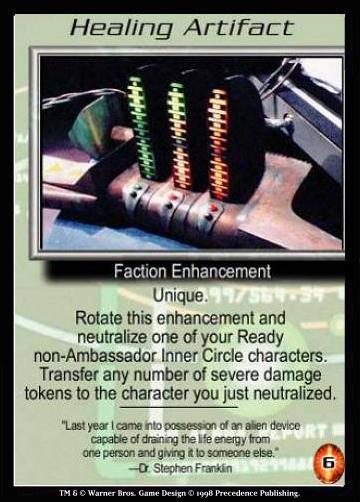 Healing Artifact
Faction Enhancement
Unique.
Rotate this enhancement and
neutralize one of your Ready
non-Ambassador Inner Circle characters.
Transfer any number of severe damage
tokens to the character you just neutralized.
"Last year I came into possession of an alien device
capable of draining the life energy from
one person and giving it to someone else."
—Dr. Stephen Franklin
6
TM & © Warner Bros. Game Design © 1998 Precedence Publishing.